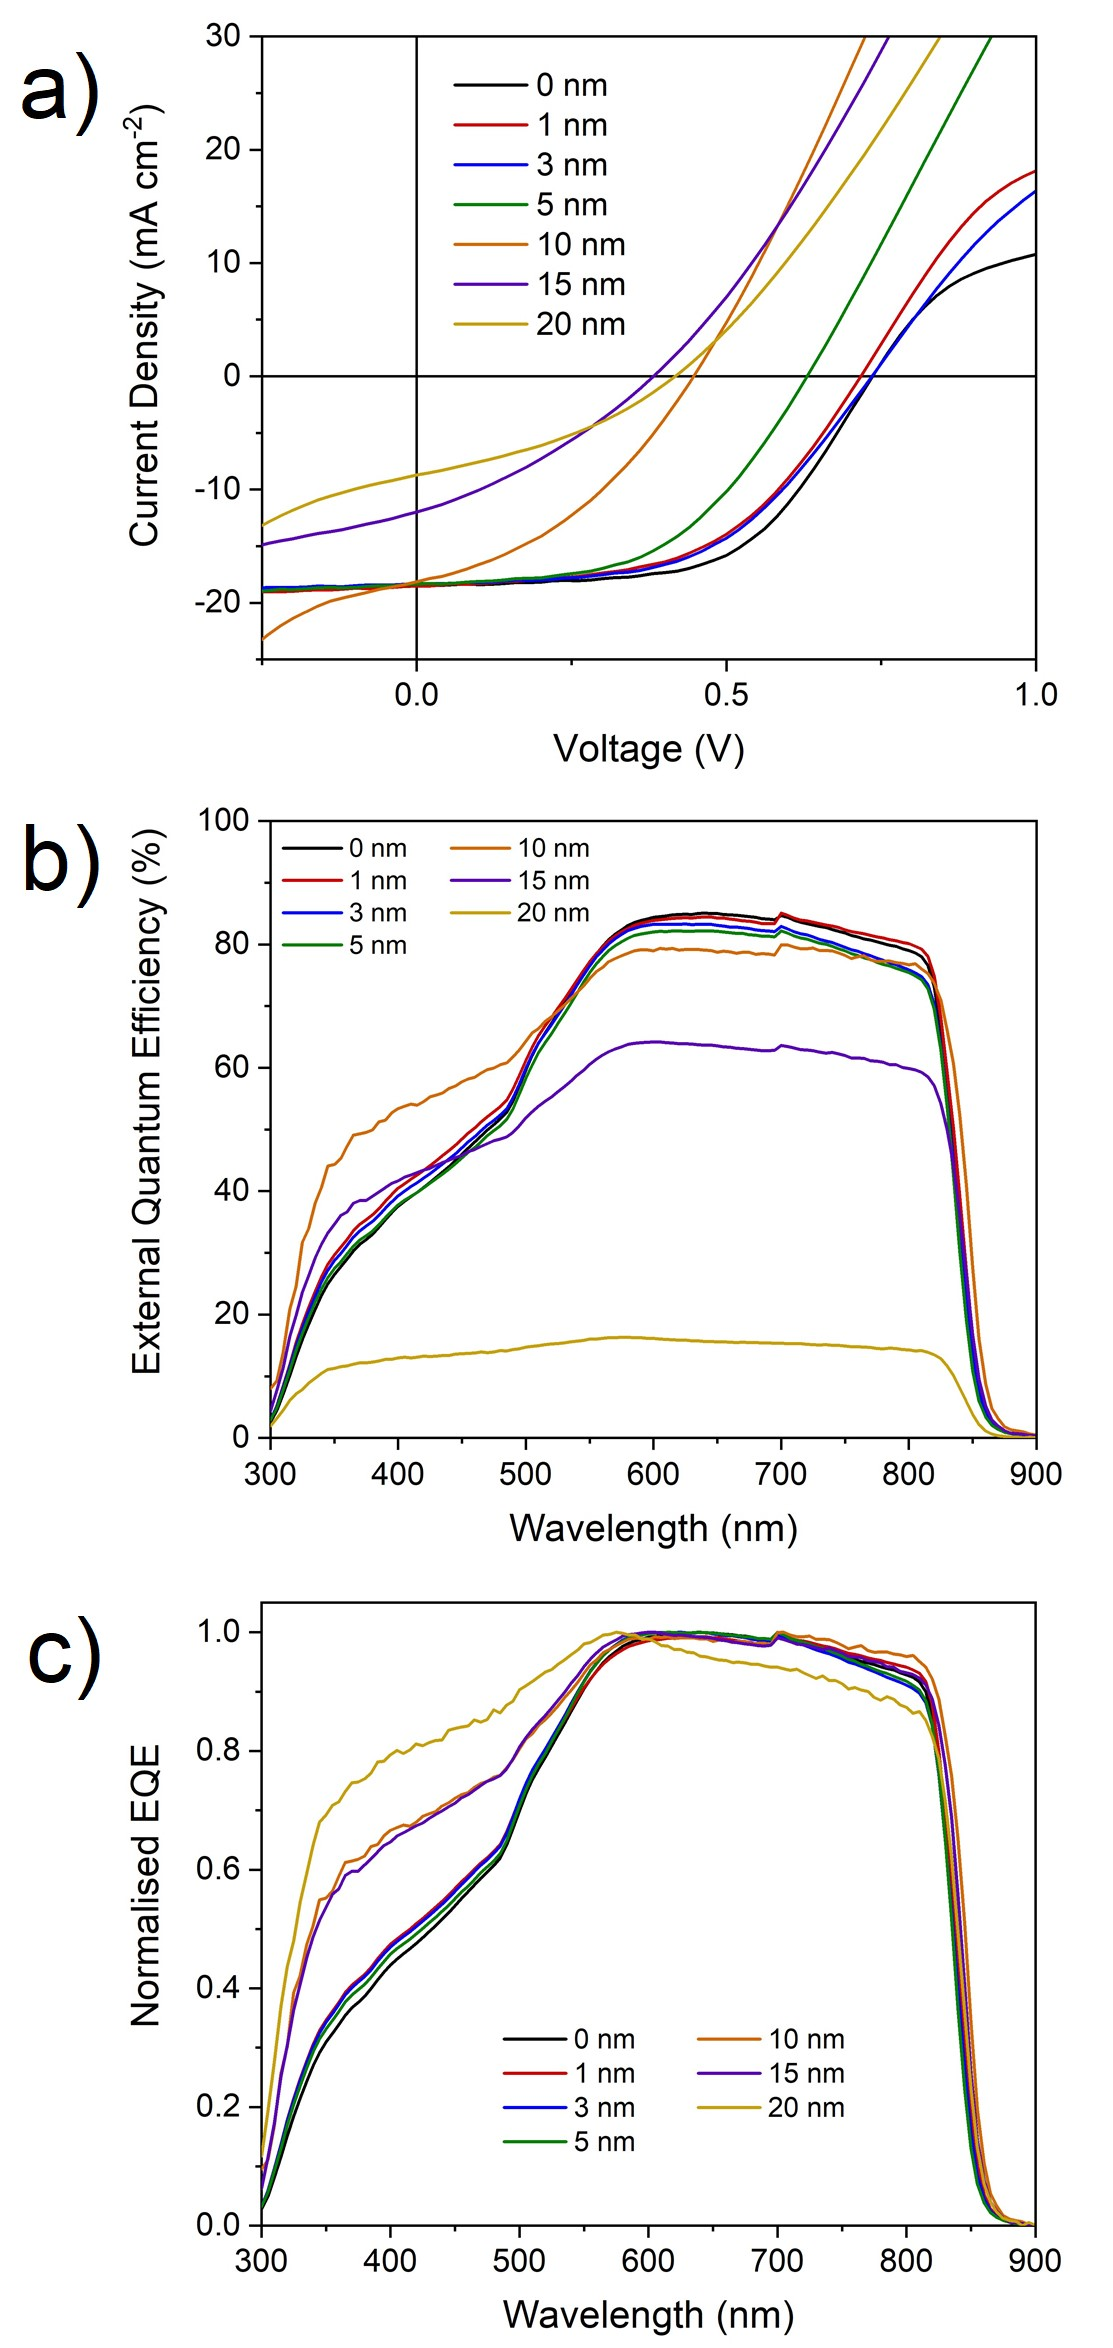 a)
Current Density (mA cm-2)
30
20
10
0
-10
-20
0 nm
1 nm
3 nm
5 nm
10 nm
15 nm
20 nm
0.0 0.5 1.0
Voltage (V)
b)
External Quantum Efficiency (%)
100
80
60
40
20
0
0 nm 10 nm
1 nm 15 nm
3 nm 20 nm
5 nm
300 400 500 600 700 800 900
Wavelength (nm)
c)
Normalised EQE
1.0
0.8
0.6
0.4
0.2
0.0
0 nm 10 nm
1 nm 15 nm
3 nm 20 nm
5 nm
300 400 500 600 700 800 900
Wavelength (nm)